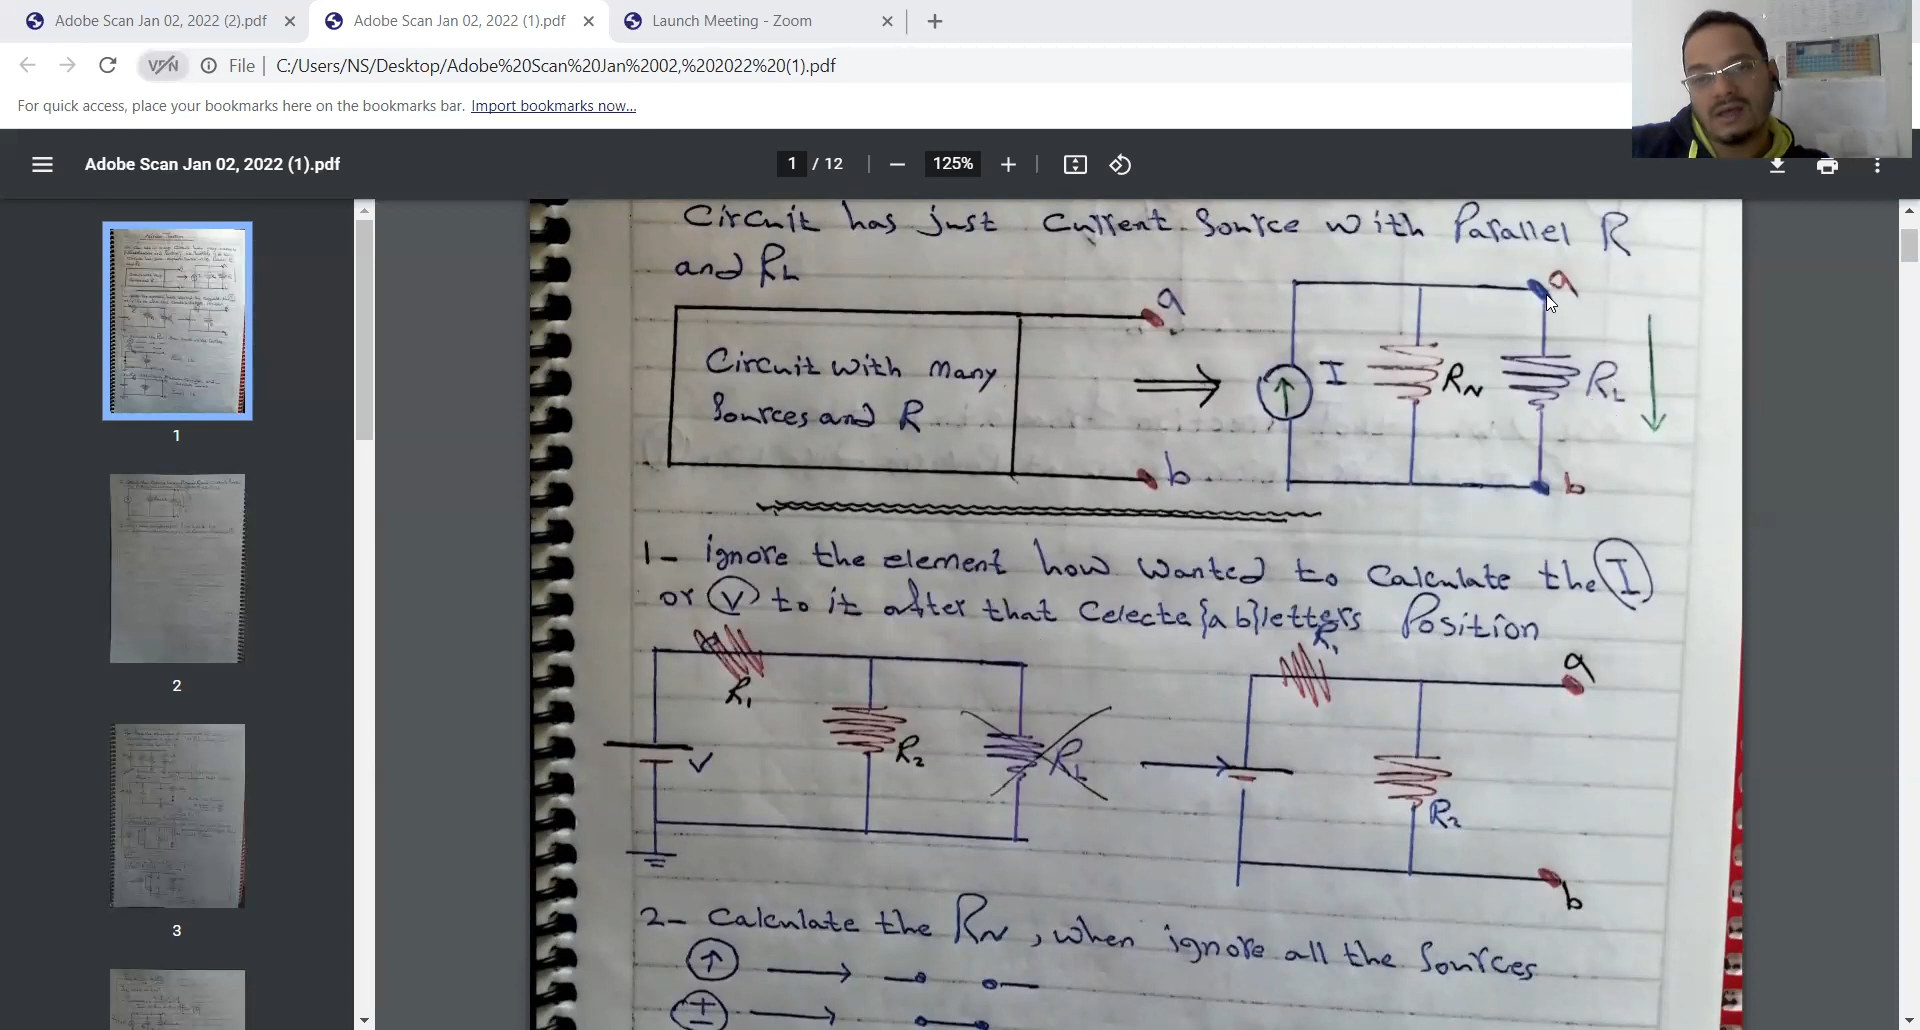 Adobe Scan Jan 02, 2022 (2).pdf
Adobe Scan Jan 02, 2022 (1).pdf
Launch Meeting - Zoom
VPN
File
C:/Users/NS/Desktop/Adobe%20Scan%20Jan%2002,%202022%20(1).pdf
For quick access, place your bookmarks here on the bookmarks bar. Import bookmarks now...
Adobe Scan Jan 02, 2022 (1).pdf
1 / 12
125%
1
2
3
Circuit has just Current Source with Parallel R
and RL
a
a
Circuit with many
Sources and R
I
RN
RL
b
b
1- ignore the element how wanted to Calculate the I
or V to it after that Celecte {a b} letters Position
R1
a
R1
R2
RL
V
R2
b
2- Calculate the RN, when ignore all the Sources